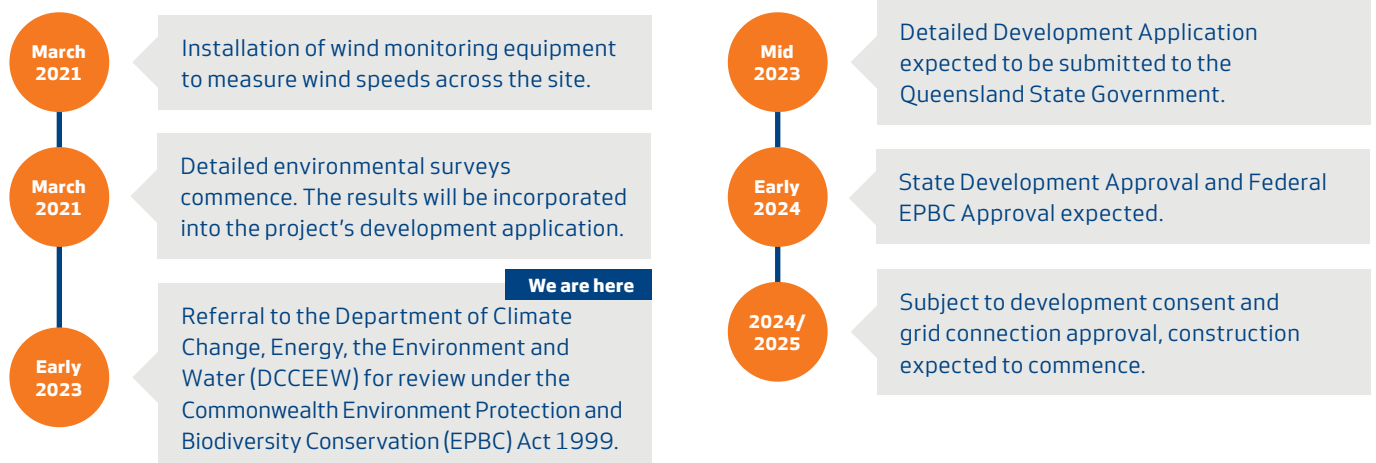 March
2021
Installation of wind monitoring equipment
to measure wind speeds across the site.
March
2021
Detailed environmental surveys
commence. The results will be incorporated
into the project's development application.
We are here
Early
2023
Referral to the Department of Climate
Change, Energy, the Environment and
Water (DCCEEW) for review under the
Commonwealth Environment Protection and
Biodiversity Conservation (EPBC) Act 1999.
Mid
2023
Detailed Development Application
expected to be submitted to the
Queensland State Government.
Early
2024
State Development Approval and Federal
EPBC Approval expected.
2024/
2025
Subject to development consent and
grid connection approval, construction
expected to commence.